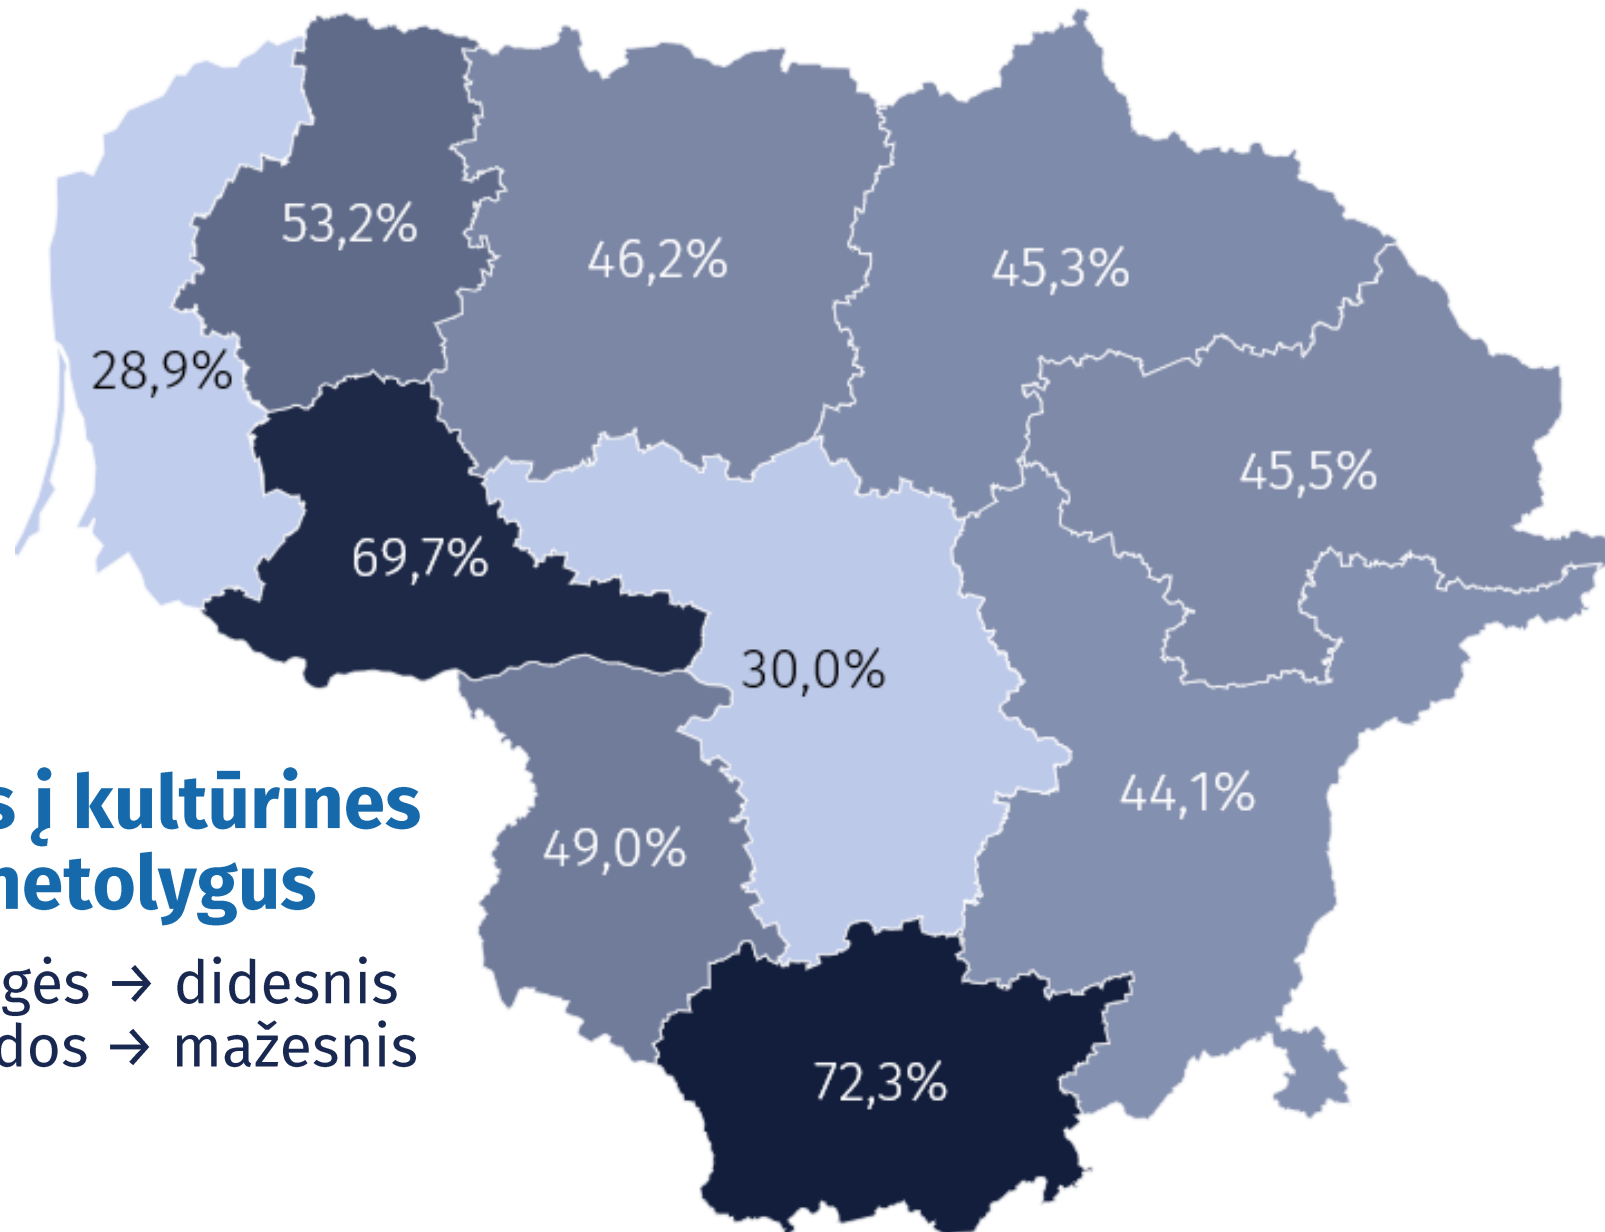 53,2%
46,2%
45,3%
28,9%
45,5%
69,7%
30,0%
44,1%
49,0%
72,3%
s į kultūrines
netolygus
gės → didesnis
dos → mažesnis